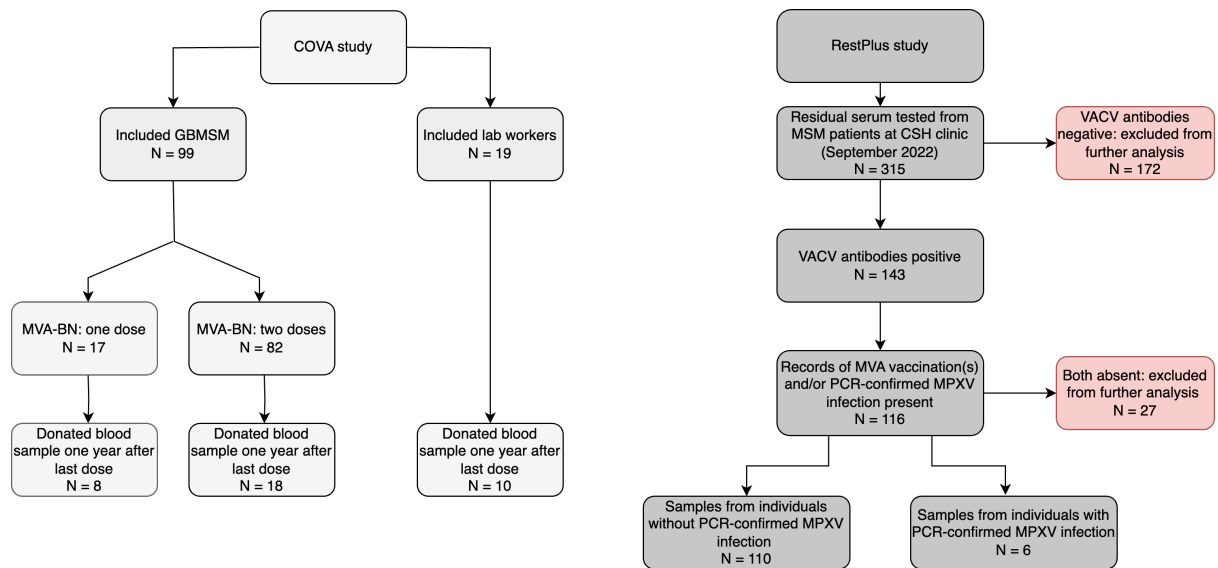 COVA study
Included GBMSM
N = 99
Included lab workers
N = 19
MVA-BN: one dose
N = 17
MVA-BN: two doses
N = 82
Donated blood
sample one year after
last dose
N = 8
Donated blood
sample one year after
last dose
N = 18
Donated blood
sample one year after
last dose
N = 10
RestPlus study
Residual serum tested from
MSM patients at CSH clinic
(September 2022)
N = 315
VACV antibodies
negative: excluded from
further analysis
N = 172
VACV antibodies positive
N = 143
Records of MVA vaccination(s)
and/or PCR-confirmed MPXV
infection present
N = 116
Both absent: excluded
from further analysis
N = 27
Samples from individuals
without PCR-confirmed MPXV
infection
N = 110
Samples from individuals with
PCR-confirmed MPXV infection
N = 6